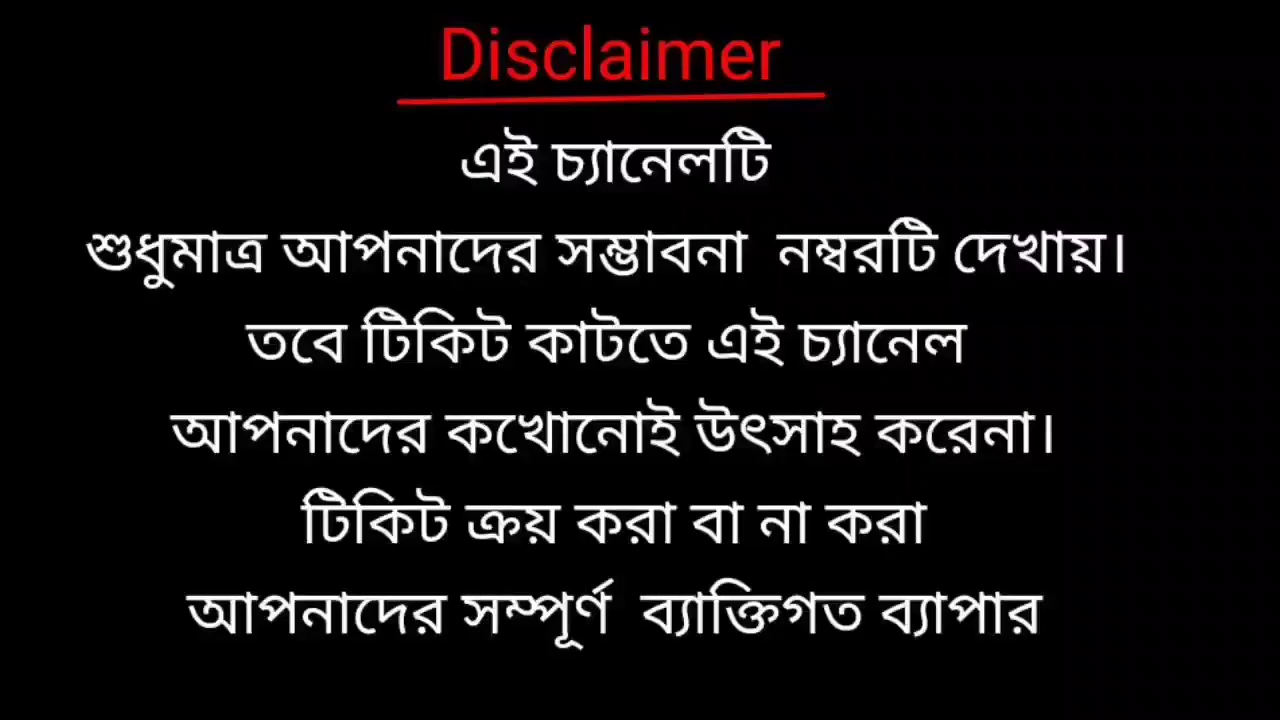 Disclaimer
এই চ্যানেলটি
শুধুমাত্র আপনাদের সম্ভাবনা নম্বরটি দেখায়।
তবে টিকিট কাটতে এই চ্যানেল
আপনাদের কখোনোই উৎসাহ করেনা।
টিকিট ক্রয় করা বা না করা
আপনাদের সম্পূর্ণ ব্যাক্তিগত ব্যাপার